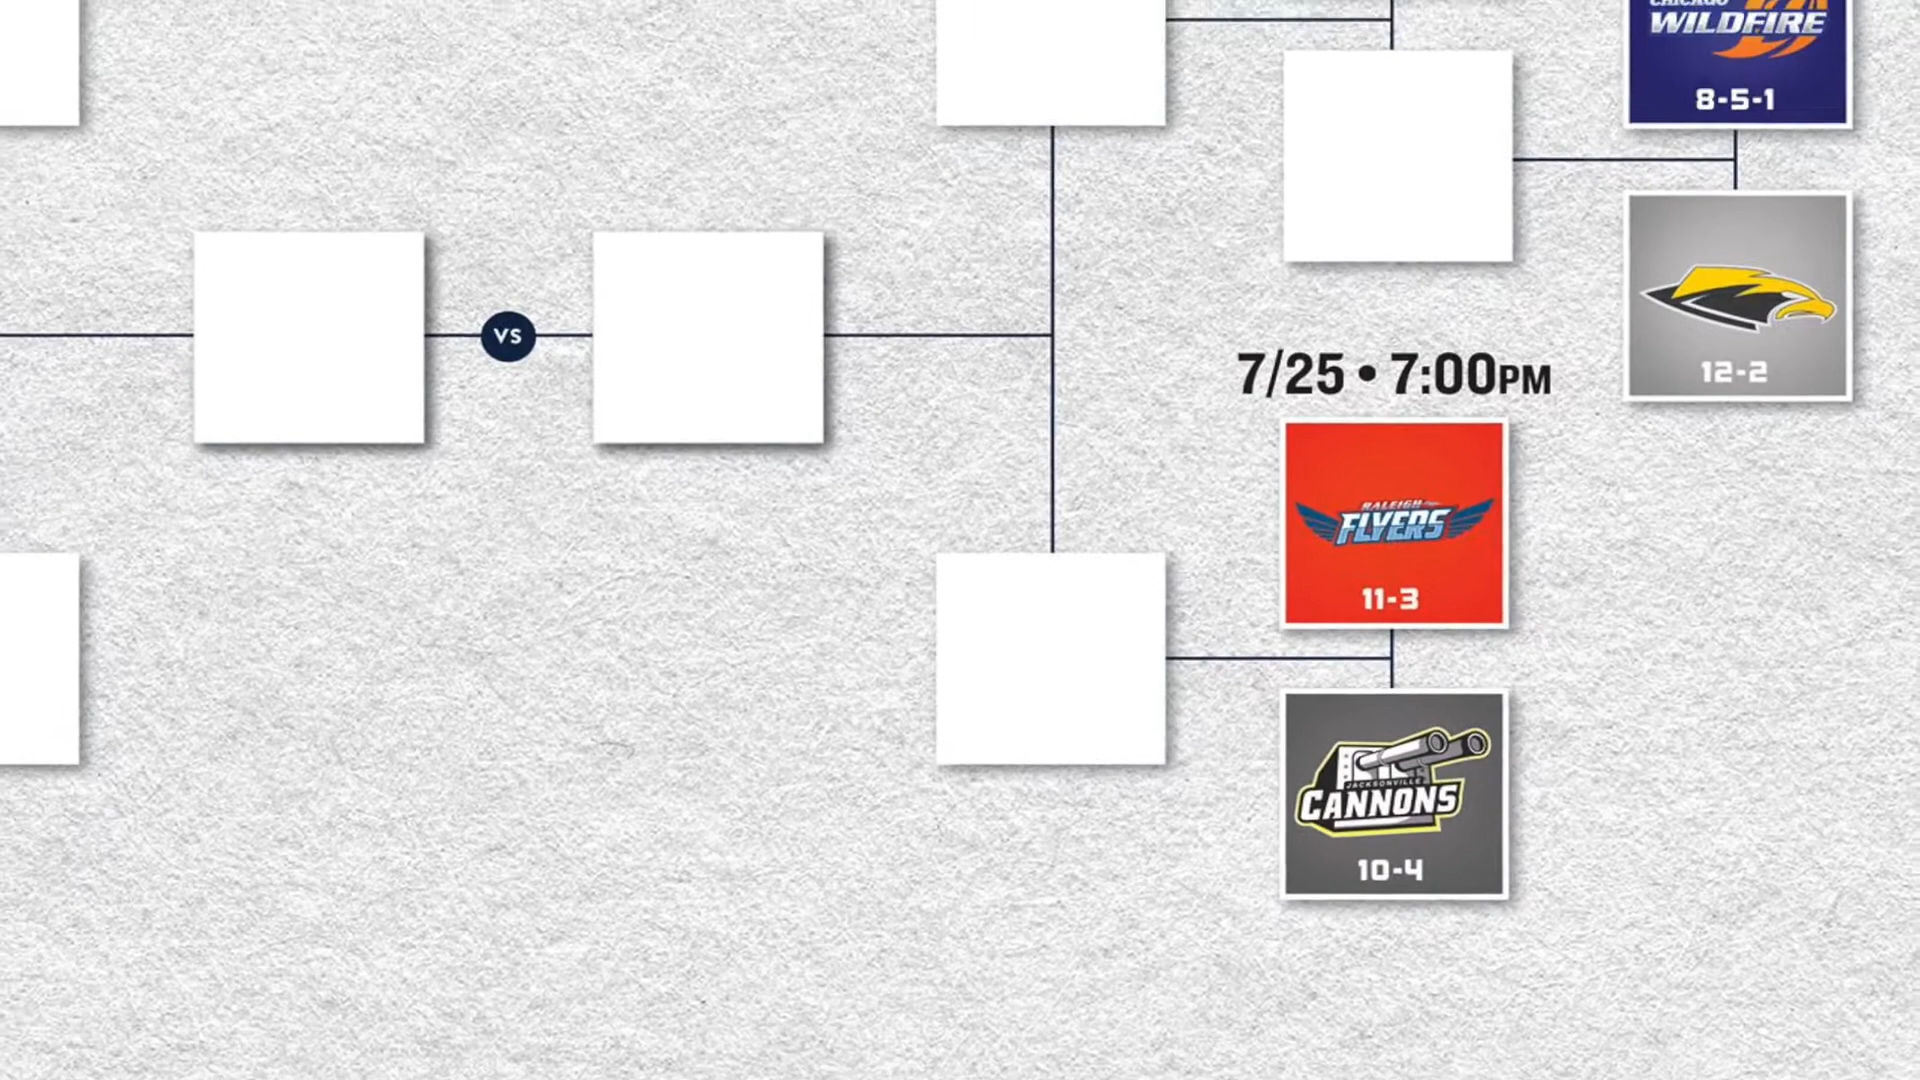 CHICAGO
WILDFIRE
8-5-1
VS
12-2
7/25 • 7:00PM
RALEIGH
FLYERS
11-3
JACKSONVILLE
CANNONS
10-4